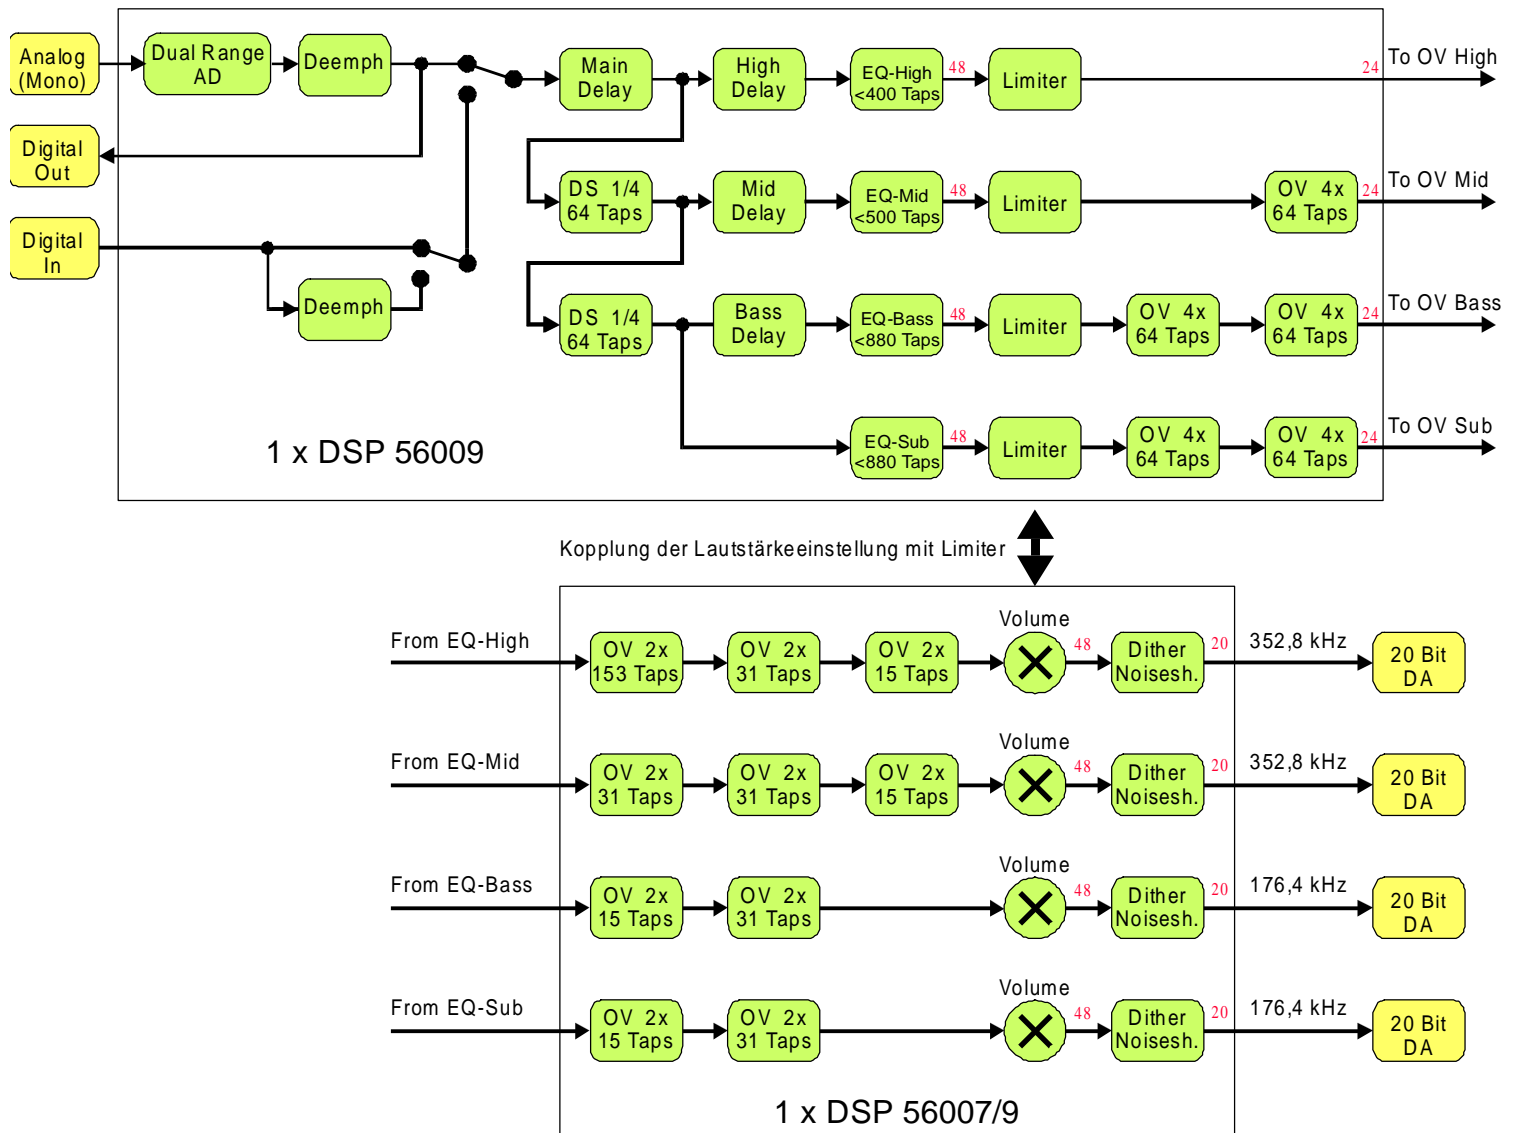 Analog
(Mono)
Dual Range
AD
Deemph
Main
Delay
High
Delay
EQ-High
<400 Taps
48
Limiter
24
To OV High
Digital
Out
DS 1/4
64 Taps
Mid
Delay
EQ-Mid
<500 Taps
48
Limiter
OV 4x
64 Taps
24
To OV Mid
Digital
In
Deemph
DS 1/4
64 Taps
Bass
Delay
EQ-Bass
<880 Taps
48
Limiter
OV 4x
64 Taps
OV 4x
64 Taps
24
To OV Bass
1 x DSP 56009
EQ-Sub
<880 Taps
48
Limiter
OV 4x
64 Taps
OV 4x
64 Taps
24
To OV Sub
Kopplung der Lautstärkeeinstellung mit Limiter
From EQ-High
OV 2x
153 Taps
OV 2x
31 Taps
OV 2x
15 Taps
Volume
48
Dither
Noisesh.
20
352,8 kHz
20 Bit
DA
From EQ-Mid
OV 2x
31 Taps
OV 2x
31 Taps
OV 2x
15 Taps
Volume
48
Dither
Noisesh.
20
352,8 kHz
20 Bit
DA
From EQ-Bass
OV 2x
15 Taps
OV 2x
31 Taps
Volume
48
Dither
Noisesh.
20
176,4 kHz
20 Bit
DA
From EQ-Sub
OV 2x
15 Taps
OV 2x
31 Taps
Volume
48
Dither
Noisesh.
20
176,4 kHz
20 Bit
DA
1 x DSP 56007/9